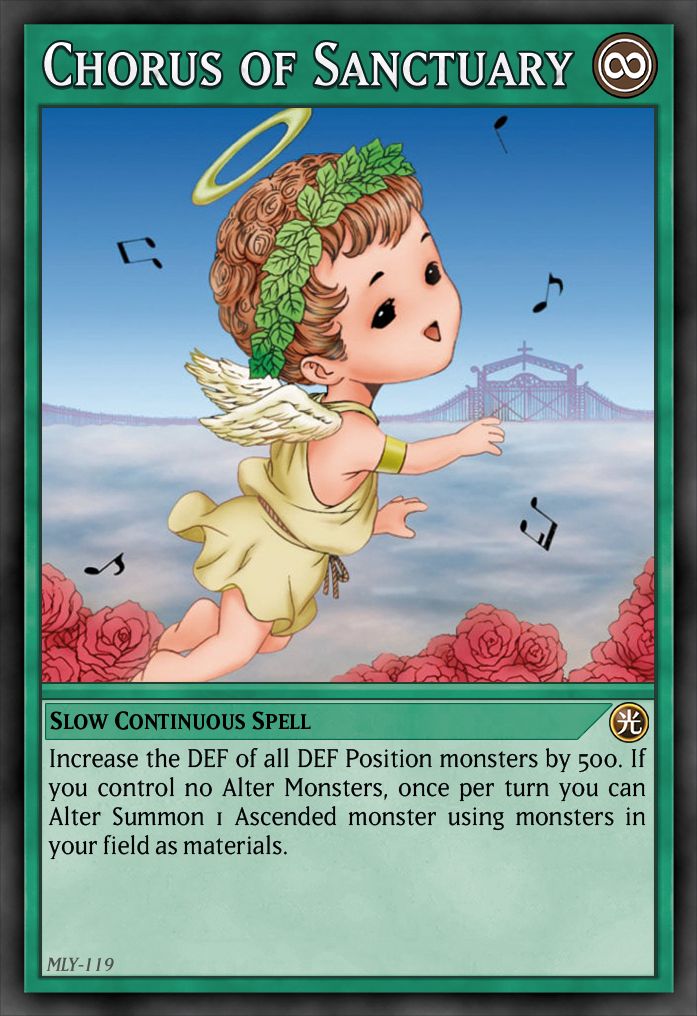 Chorus of Sanctuary
Slow Continuous Spell
光
Increase the DEF of all DEF Position monsters by 500. If
you control no Alter Monsters, once per turn you can
Alter Summon 1 Ascended monster using monsters in
your field as materials.
MLY-119